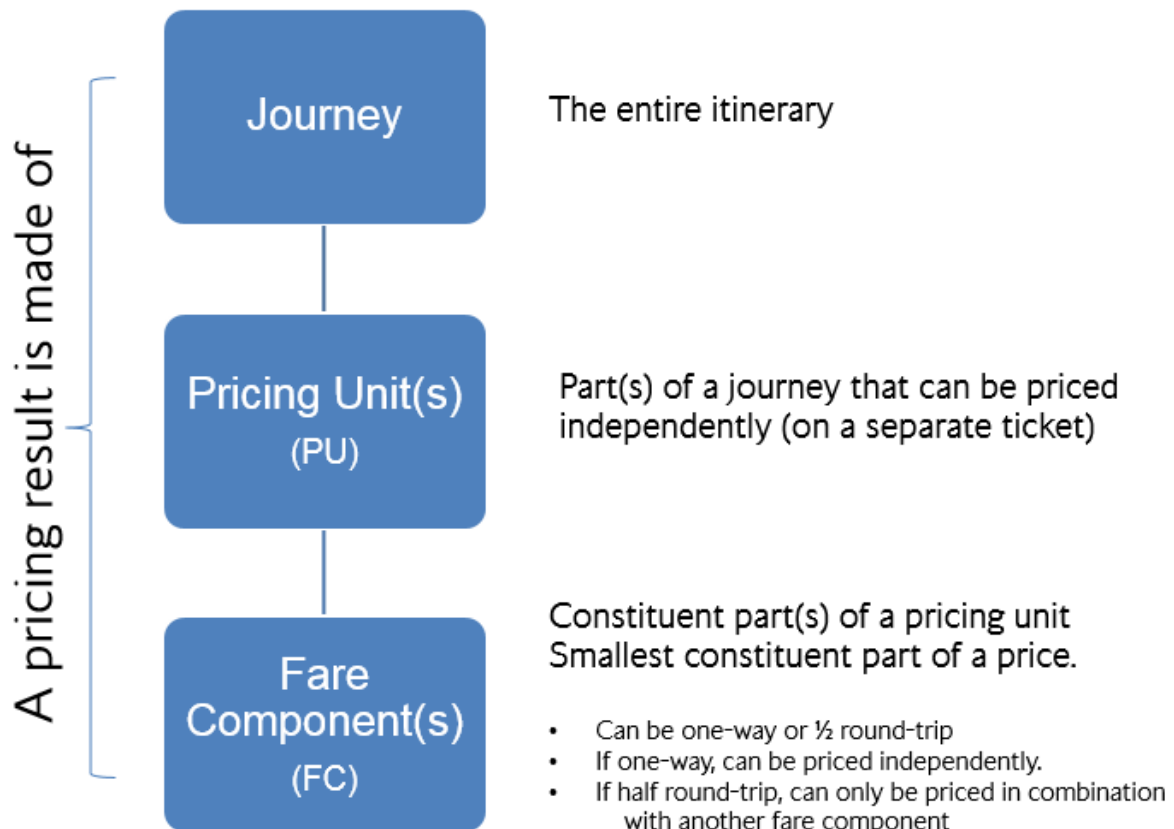 A pricing result is made of
Journey
The entire itinerary
Pricing Unit(s)
(PU)
Part(s) of a journey that can be priced
independently (on a separate ticket)
Fare
Component(s)
(FC)
Constituent part(s) of a pricing unit
Smallest constituent part of a price.
• Can be one-way or ½ round-trip
• If one-way, can be priced independently.
• If half round-trip, can only be priced in combination
with another fare component